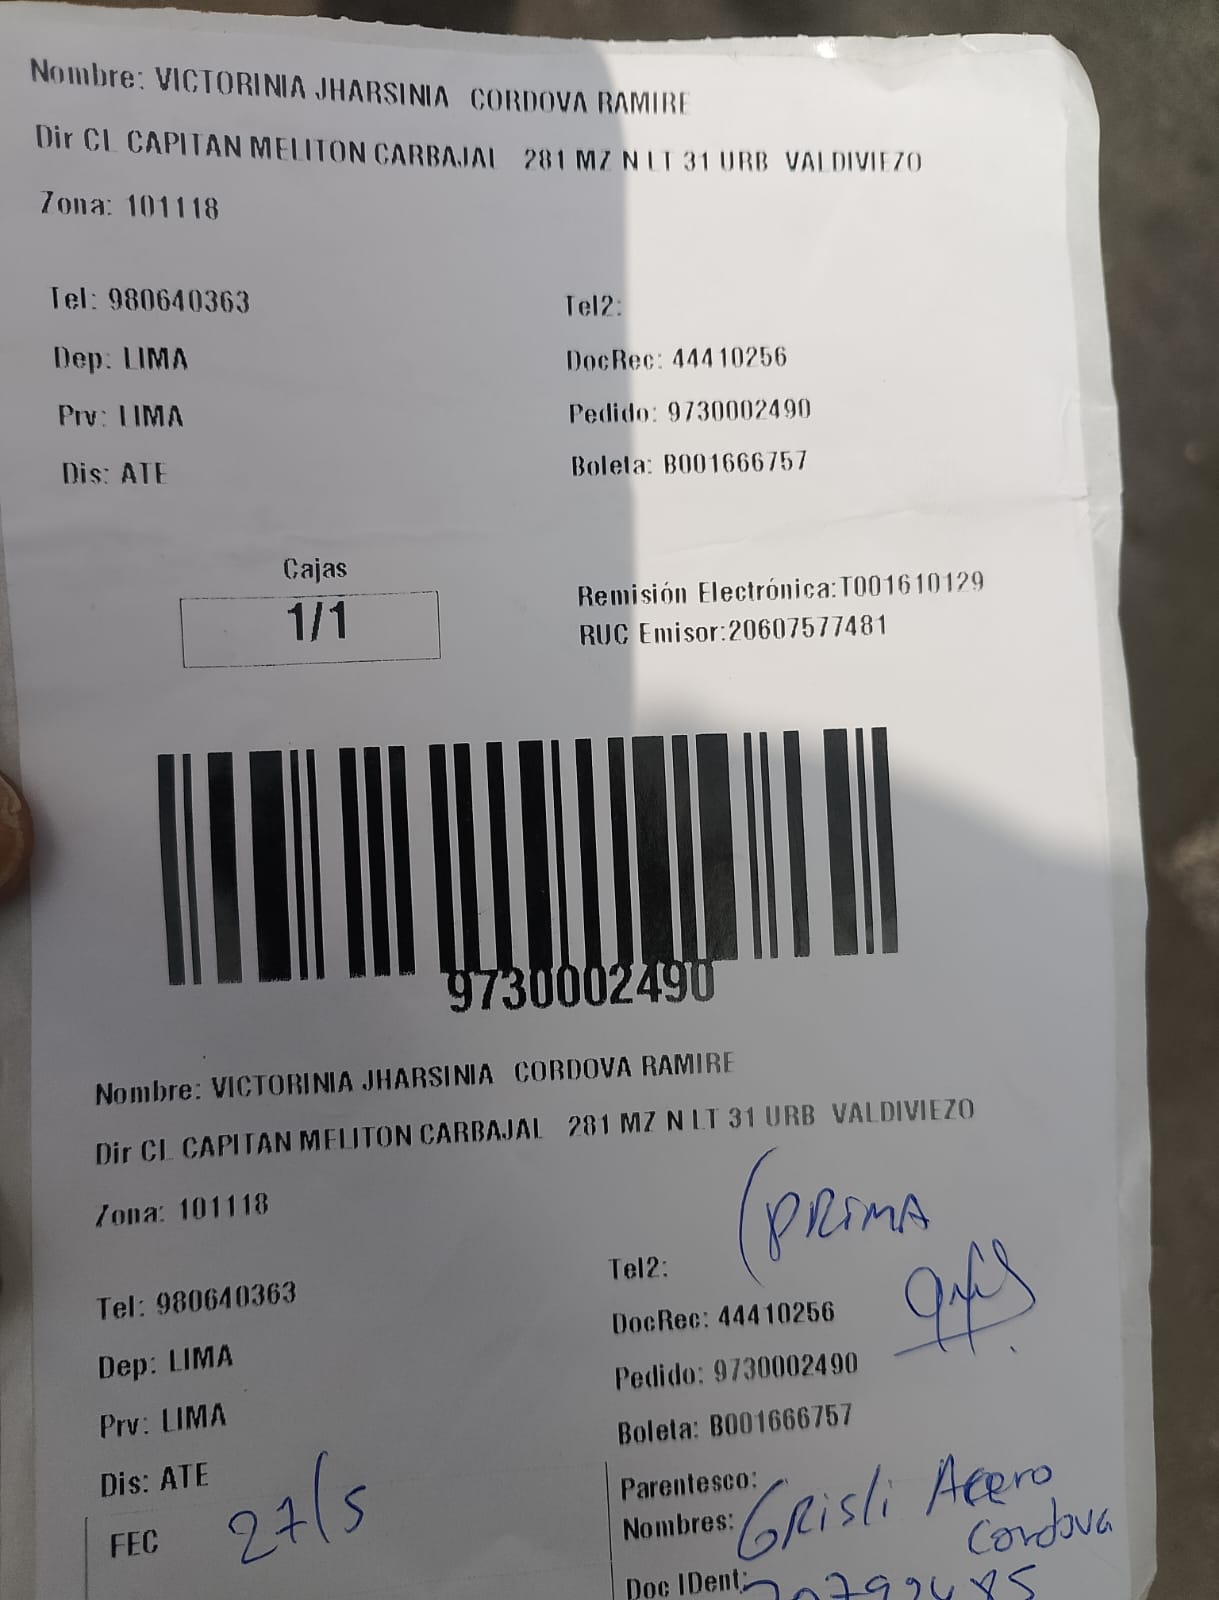 Nombre: VICTORINIA JHARSINIA CORDOVA RAMIRE
Dir CL CAPITAN MELITON CARBAJAL 281 MZ N LT 31 URB VALDIVIEZO
Zona: 101118
Tel: 980640363 Tel2:
Dep: LIMA DocRec: 44410256
Prv: LIMA Pedido: 9730002490
Dis: ATE Boleta: B001666757
Cajas
1/1
Remisión Electrónica:T001610129
RUC Emisor:20607577481
9730002490
Nombre: VICTORINIA JHARSINIA CORDOVA RAMIRE
Dir CL CAPITAN MELITON CARBAJAL 281 MZ N LT 31 URB VALDIVIEZO
Zona: 101118
(PRIMA
Tel: 980640363 Tel2:
Dep: LIMA DocRec: 44410256
Prv: LIMA Pedido: 9730002490
Dis: ATE Boleta: B001666757
FEC 27/5
Parentesco:
Nombres: Grisli Acero
Cordova
Doc IDent: